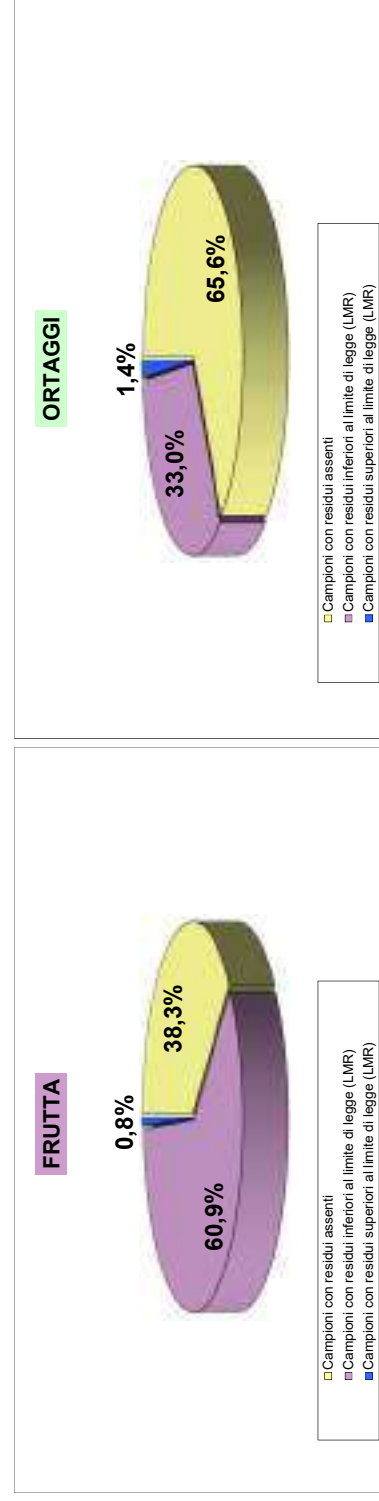 FRUTTA
0,8%
38,3%
60,9%
Campioni con residui assenti
Campioni con residui inferiori al limite di legge (LMR)
Campioni con residui superiori al limite di legge (LMR)
ORTAGGI
1,4%
33,0%
65,6%
Campioni con residui assenti
Campioni con residui inferiori al limite di legge (LMR)
Campioni con residui superiori al limite di legge (LMR)